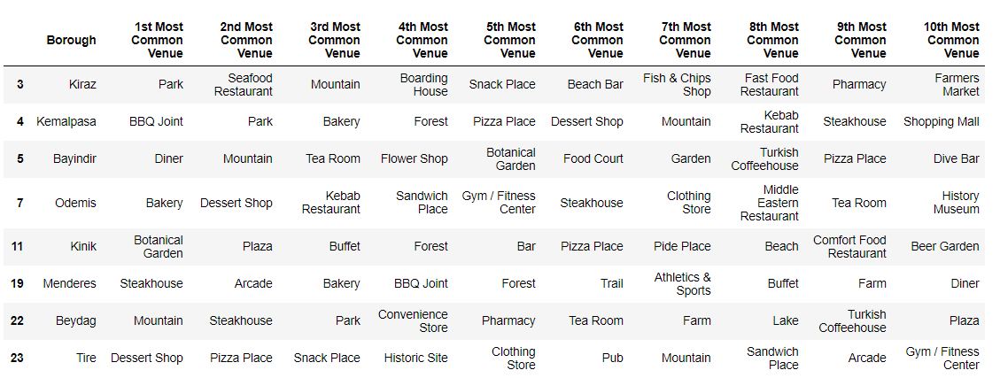 Borough 1st Most Common Venue 2nd Most Common Venue 3rd Most Common Venue 4th Most Common Venue 5th Most Common Venue 6th Most Common Venue 7th Most Common Venue 8th Most Common Venue 9th Most Common Venue 10th Most Common Venue
3 Kiraz Park Seafood Restaurant Mountain Boarding House Snack Place Beach Bar Fish & Chips Shop Fast Food Restaurant Pharmacy Farmers Market
4 Kemalpasa BBQ Joint Park Bakery Forest Pizza Place Dessert Shop Mountain Kebab Restaurant Steakhouse Shopping Mall
5 Bayindir Diner Mountain Tea Room Flower Shop Botanical Garden Food Court Garden Turkish Coffeehouse Pizza Place Dive Bar
7 Odemis Bakery Dessert Shop Kebab Restaurant Sandwich Place Gym / Fitness Center Steakhouse Clothing Store Middle Eastern Restaurant Tea Room History Museum
11 Kinik Botanical Garden Plaza Buffet Forest Bar Pizza Place Pide Place Beach Comfort Food Restaurant Beer Garden
19 Menderes Steakhouse Arcade Bakery BBQ Joint Forest Trail Athletics & Sports Buffet Farm Diner
22 Beydag Mountain Steakhouse Park Convenience Store Pharmacy Tea Room Farm Lake Turkish Coffeehouse Plaza
23 Tire Dessert Shop Pizza Place Snack Place Historic Site Clothing Store Pub Mountain Sandwich Place Arcade Gym / Fitness Center